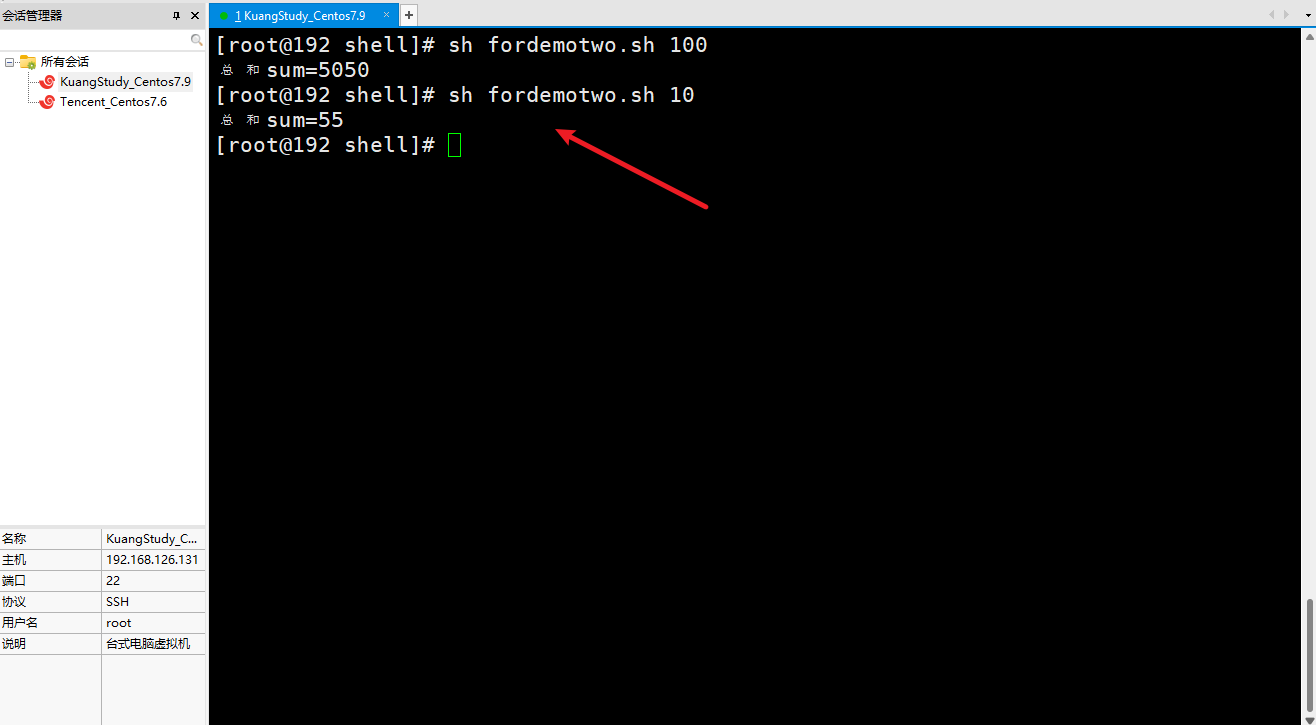 会话管理器
所有会话
KuangStudy_Centos7.9
Tencent_Centos7.6
名称 KuangStudy_C...
主机 192.168.126.131
端口 22
协议 SSH
用户名 root
说明 台式电脑虚拟机
1 KuangStudy_Centos7.9
[root@192 shell]# sh fordemotwo.sh 100
总 和 sum=5050
[root@192 shell]# sh fordemotwo.sh 10
总 和 sum=55
[root@192 shell]#